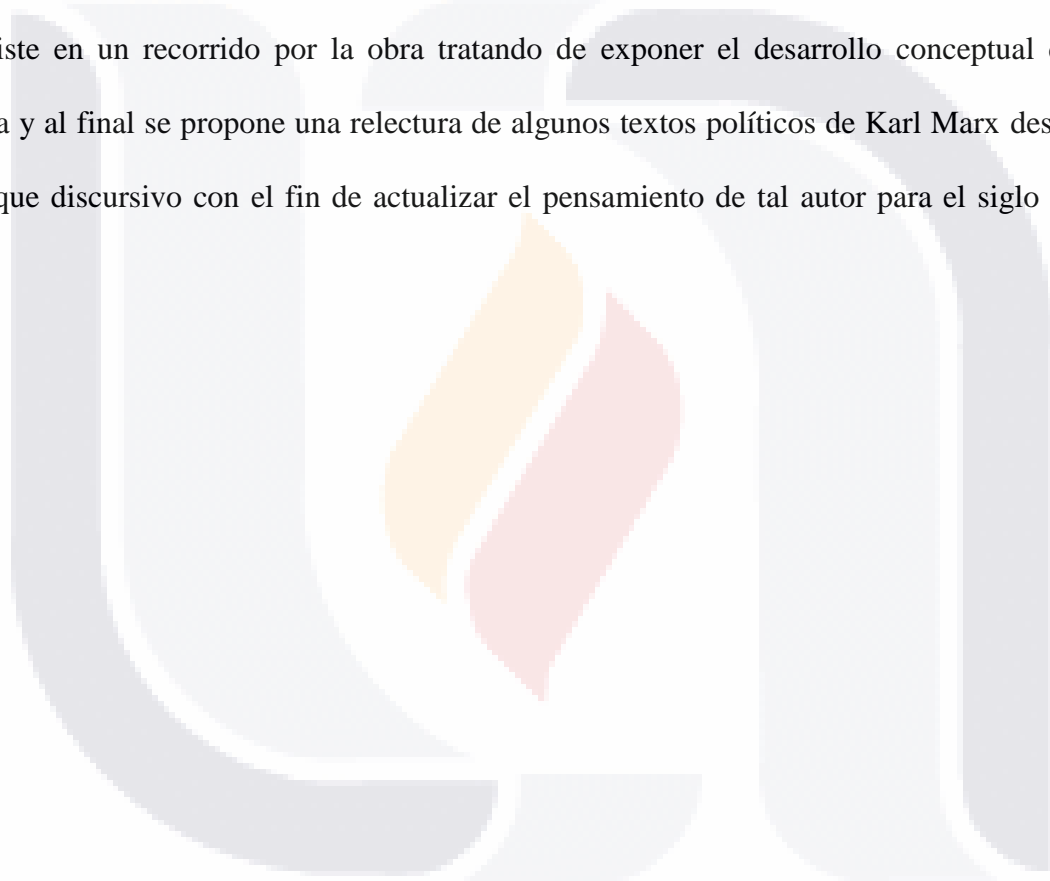 iste en un recorrido por la obra tratando de exponer el desarrollo conceptual
a y al final se propone una relectura de algunos textos políticos de Karl Marx des
que discursivo con el fin de actualizar el pensamiento de tal autor para el siglo